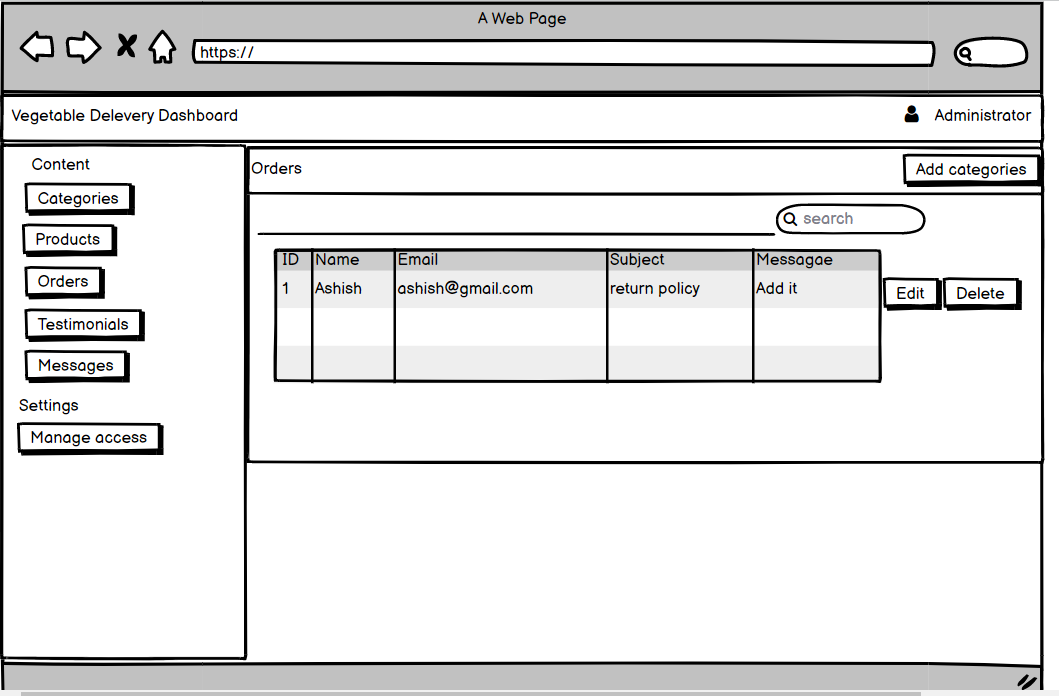 A Web Page
https://
Vegetable Delevery Dashboard
Administrator
Content
Categories
Products
Orders
Testimonials
Messages
Settings
Manage access
Orders
Add categories
search
ID Name Email Subject Messagae
1 Ashish ashish@gmail.com return policy Add it
Edit Delete